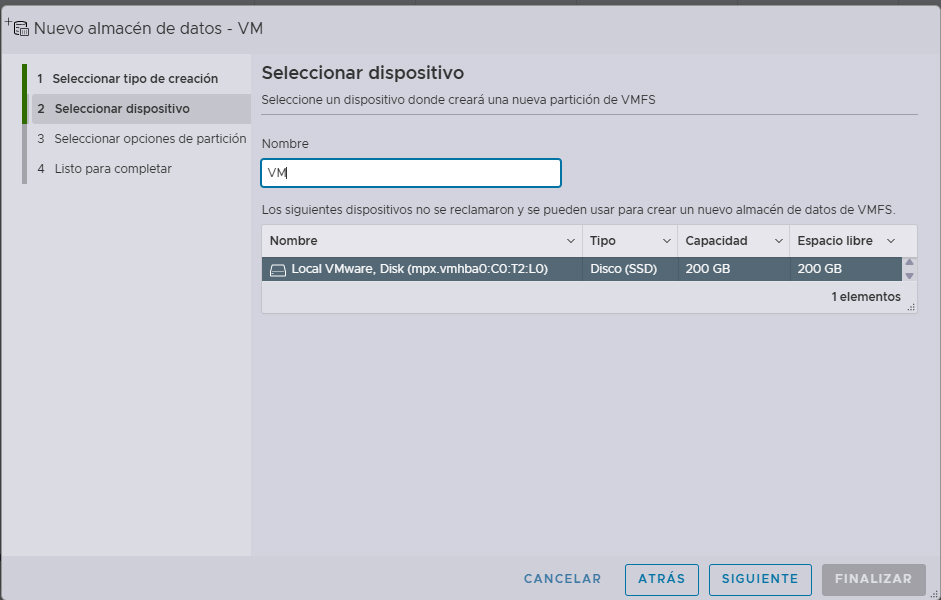 Nuevo almacén de datos - VM
1 Seleccionar tipo de creación
2 Seleccionar dispositivo
3 Seleccionar opciones de partición
4 Listo para completar
Seleccionar dispositivo
Seleccione un dispositivo donde creará una nueva partición de VMFS
Nombre
VM
Los siguientes dispositivos no se reclamaron y se pueden usar para crear un nuevo almacén de datos de VMFS.
Nombre Tipo Capacidad Espacio libre
Local VMware, Disk (mpx.vmhba0:C0:T2:L0) Disco (SSD) 200 GB 200 GB
1 elementos
CANCELAR ATRÁS SIGUIENTE FINALIZAR